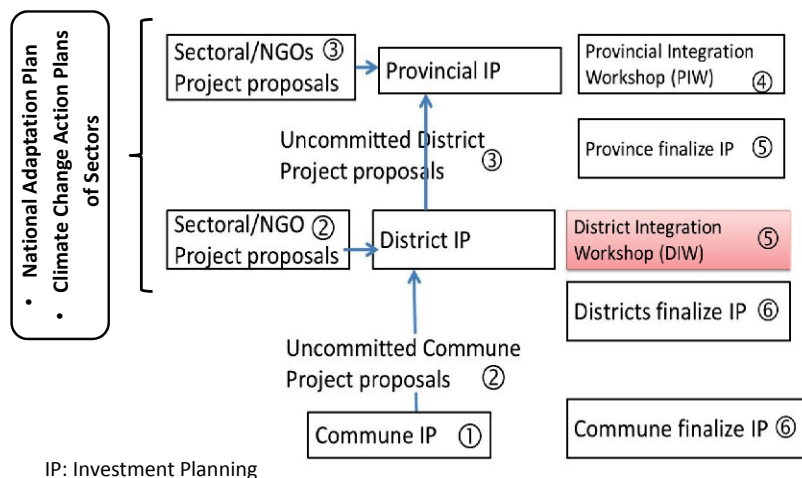 • National Adaptation Plan
• Climate Change Action Plans
of Sectors
Sectoral/NGOs ③
Project proposals
Provincial IP
Provincial Integration
Workshop (PIW) ④
Uncommitted District
Project proposals ③
Province finalize IP ⑤
Sectoral/NGO ②
Project proposals
District IP
District Integration
Workshop (DIW) ⑤
Districts finalize IP ⑥
Uncommitted Commune
Project proposals ②
Commune IP ①
Commune finalize IP ⑥
IP: Investment Planning